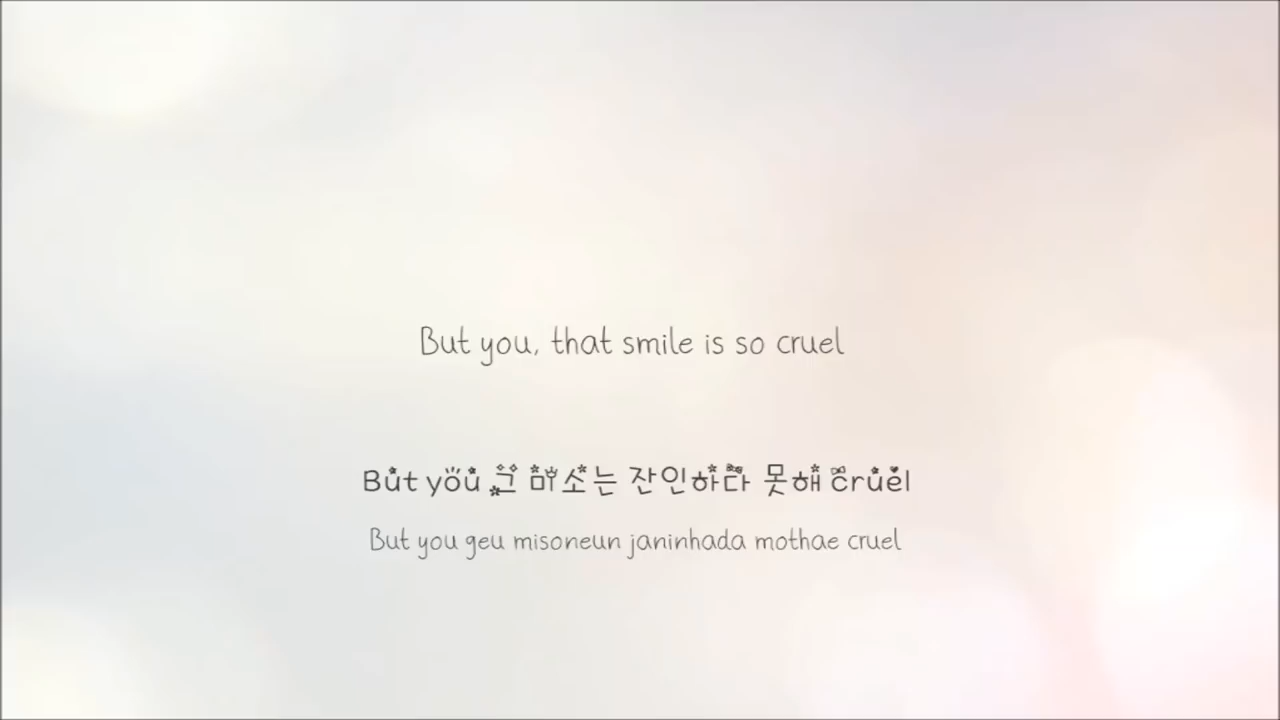 But you, that smile is so cruel
But you 그 미소는 잔인하다 못해 cruel
But you geu misoneun janinhada mothae cruel